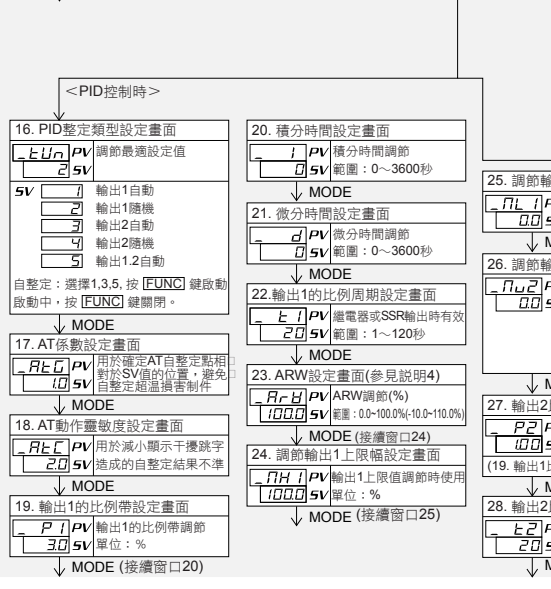 ＜PID控制時＞
16. PID整定類型設定畫面
_tUn PV 調節最適設定值
2 SV
SV 1 輸出1自動
2 輸出1隨機
3 輸出2自動
4 輸出2隨機
5 輸出1.2自動
自整定：選擇1,3,5, 按 FUNC 鍵啟動
啟動中，按 FUNC 鍵關閉。
MODE
17. AT係數設定畫面
_AtG PV 用於確定AT自整定點相
1.0 SV 對於SV值的位置，避免
自整定超溫損害制件
MODE
18. AT動作靈敏度設定畫面
_AtC PV 用於減小顯示干擾跳字
2.0 SV 造成的自整定結果不準
MODE
19. 輸出1的比例帶設定畫面
_ P1 PV 輸出1的比例帶調節
3.0 SV 單位：%
MODE (接續窗口20)
20. 積分時間設定畫面
_ i PV 積分時間調節
0 SV 範圍：0～3600秒
MODE
21. 微分時間設定畫面
_ d PV 微分時間調節
0 SV 範圍：0～3600秒
MODE
22.輸出1的比例周期設定畫面
_ t1 PV 繼電器或SSR輸出時有效
20 SV 範圍：1～120秒
MODE
23. ARW設定畫面(參見説明4)
_ArW PV ARW調節(%)
100.0 SV 範圍：0.0~100.0%(-10.0~110.0%)
MODE (接續窗口24)
24. 調節輸出1上限幅設定畫面
_MH1 PV 輸出1上限值調節時使用
100.0 SV 單位：%
MODE (接續窗口25)
25. 調節輸
_ML1
0.0
26. 調節輸
_Mu2
0.0
27. 輸出2
_ P2
1.00
(19. 輸出1
28. 輸出2
_ t2
20